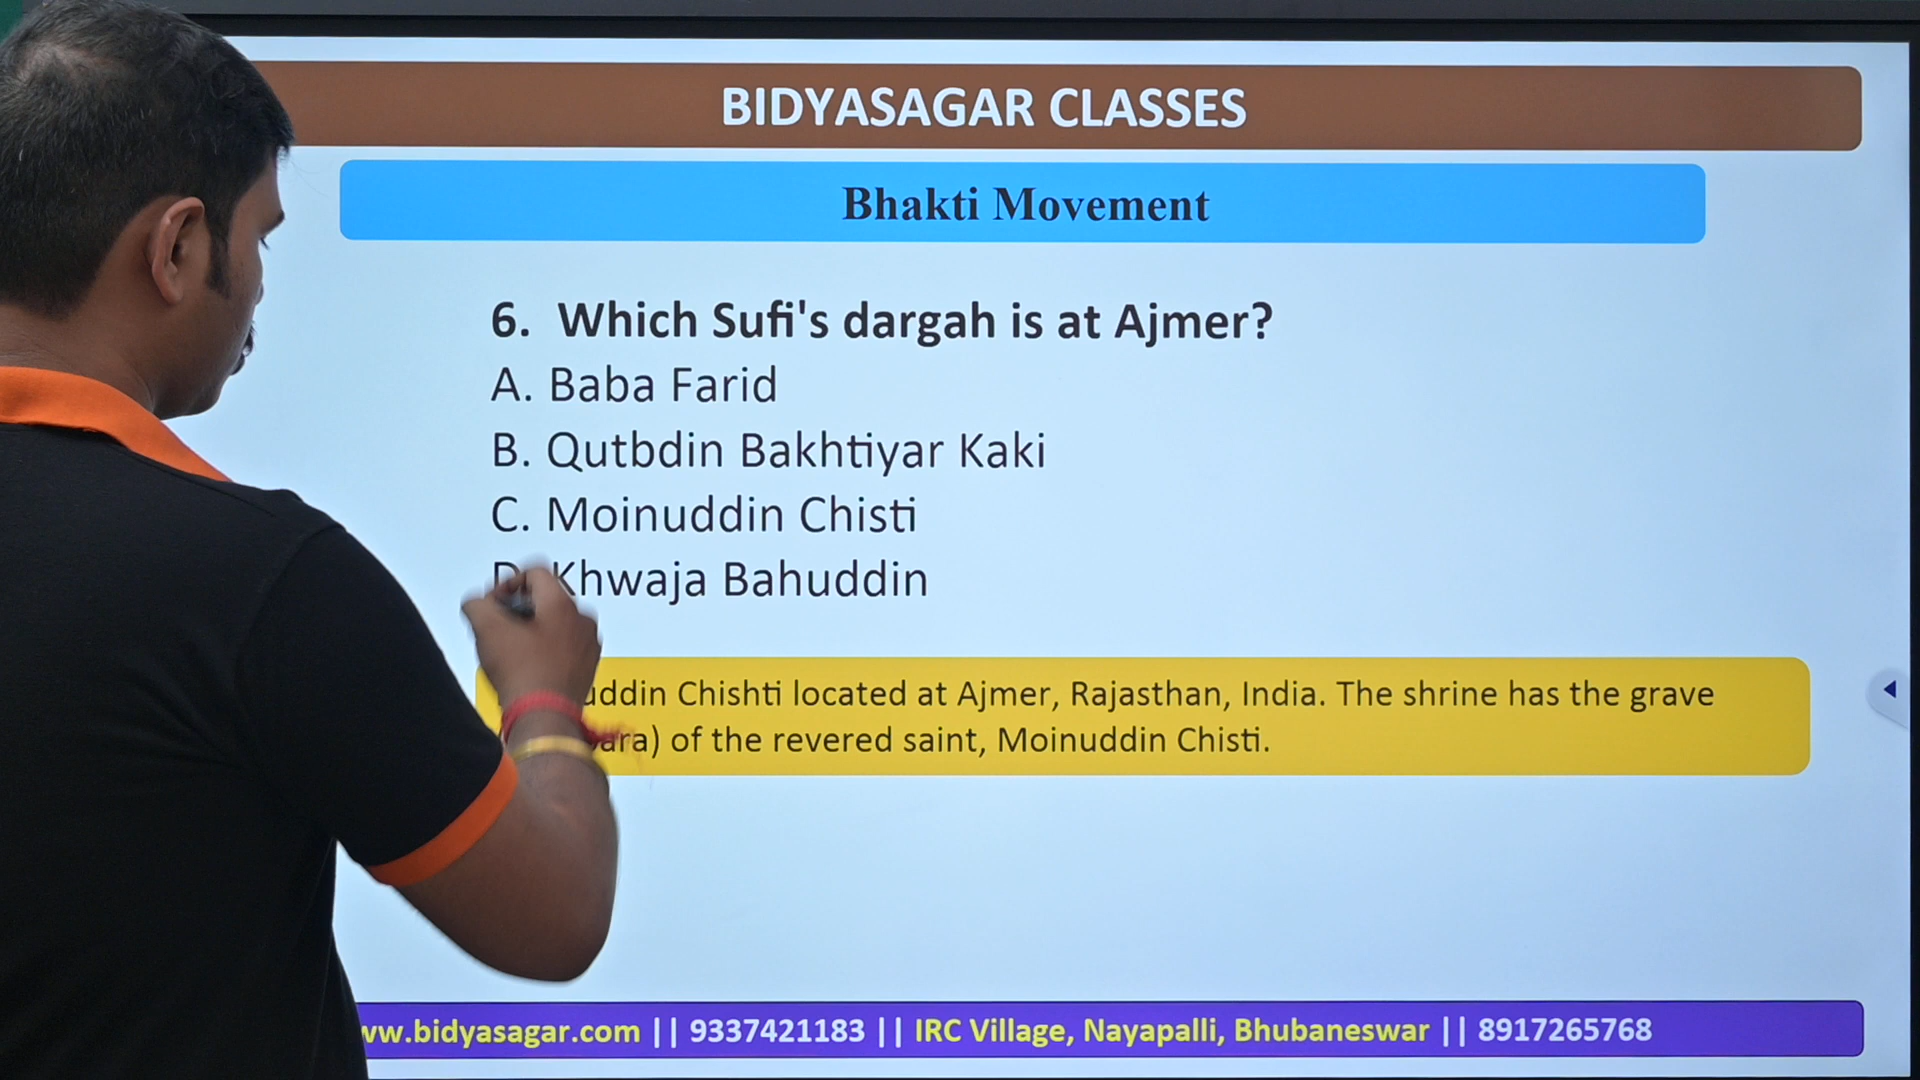 BIDYASAGAR CLASSES
Bhakti Movement
6. Which Sufi's dargah is at Ajmer?
A. Baba Farid
B. Qutbdin Bakhtiyar Kaki
C. Moinuddin Chisti
D. Khwaja Bahuddin
Chishti located at Ajmer, Rajasthan, India. The shrine has the grave
of the revered saint, Moinuddin Chisti.
www.bidyasagar.com || 9337421183 || IRC Village, Nayapalli, Bhubaneswar || 8917265768